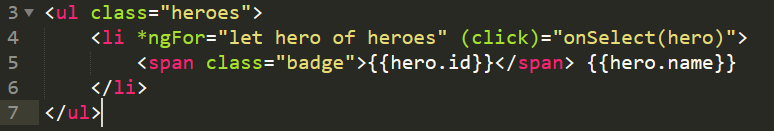 3 <ul class="heroes">
4 <li *ngFor="let hero of heroes" (click)="onSelect(hero)">
5 <span class="badge">{{hero.id}}</span> {{hero.name}}
6 </li>
7 </ul>